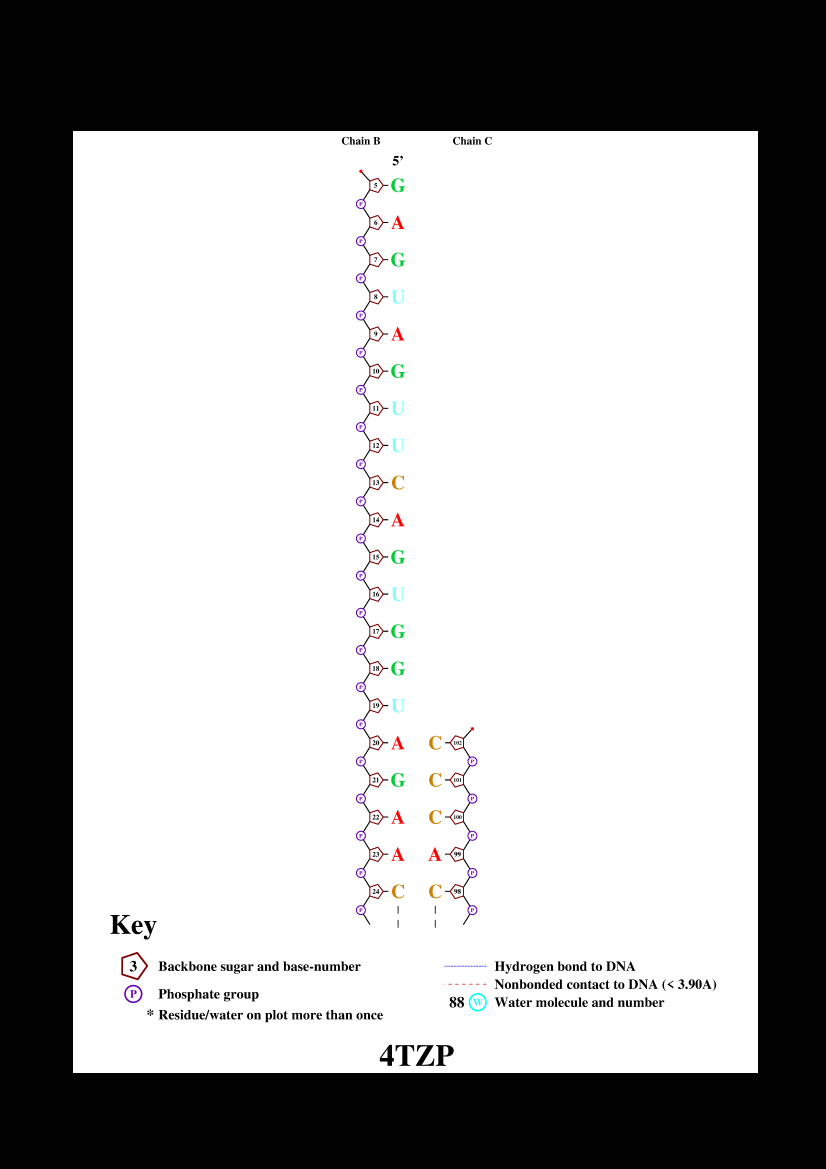 Chain B Chain C
5’
5 G
P
6 A
P
7 G
P
8 U
P
9 A
P
10 G
P
11 U
P
12 U
P
13 C
P
14 A
P
15 G
P
16 U
P
17 G
P
18 G
P
19 U
P
20 A C 102
P P
21 G C 101
P P
22 A C 100
P P
23 A A 99
P P
24 C C 98
P P
Key
3 Backbone sugar and base-number
P Phosphate group
* Residue/water on plot more than once
Hydrogen bond to DNA
Nonbonded contact to DNA (< 3.90A)
88 W Water molecule and number
4TZP